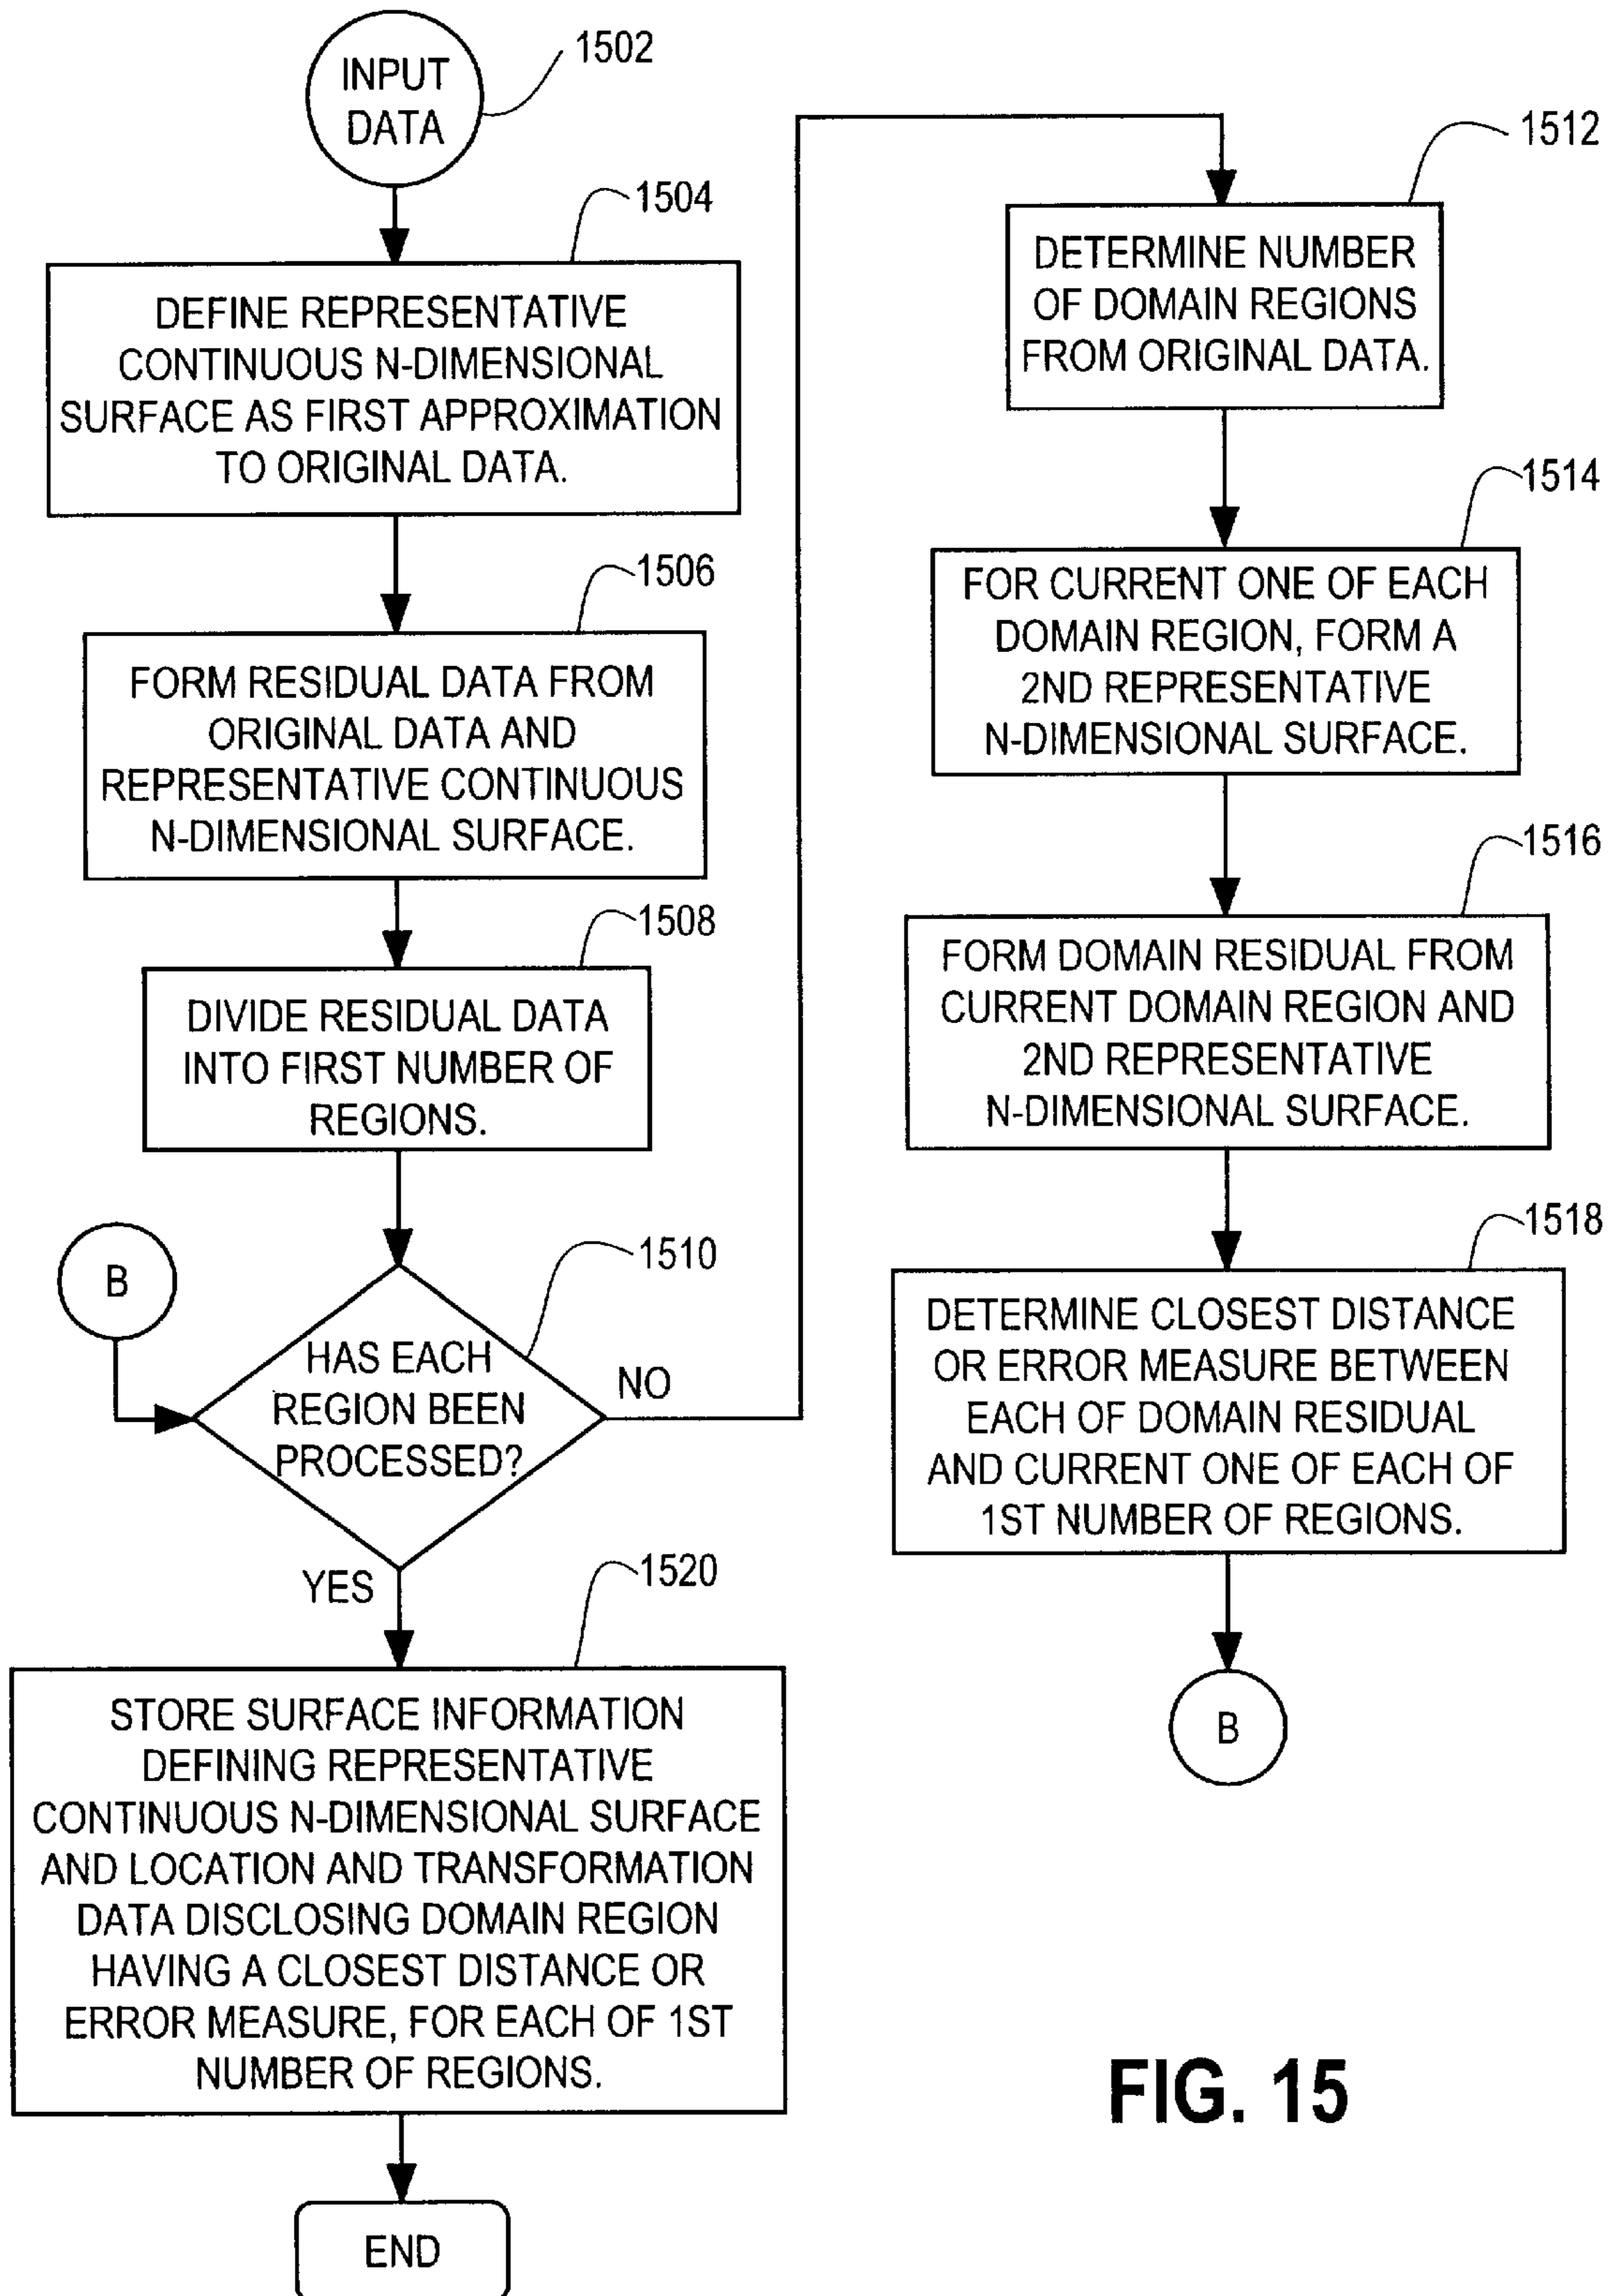 INPUT
DATA
1502
1504
DEFINE REPRESENTATIVE
CONTINUOUS N-DIMENSIONAL
SURFACE AS FIRST APPROXIMATION
TO ORIGINAL DATA.
1506
FORM RESIDUAL DATA FROM
ORIGINAL DATA AND
REPRESENTATIVE CONTINUOUS
N-DIMENSIONAL SURFACE.
1508
DIVIDE RESIDUAL DATA
INTO FIRST NUMBER OF
REGIONS.
B
1510
HAS EACH
REGION BEEN
PROCESSED?
NO
YES
1520
STORE SURFACE INFORMATION
DEFINING REPRESENTATIVE
CONTINUOUS N-DIMENSIONAL SURFACE
AND LOCATION AND TRANSFORMATION
DATA DISCLOSING DOMAIN REGION
HAVING A CLOSEST DISTANCE OR
ERROR MEASURE, FOR EACH OF 1ST
NUMBER OF REGIONS.
END
1512
DETERMINE NUMBER
OF DOMAIN REGIONS
FROM ORIGINAL DATA.
1514
FOR CURRENT ONE OF EACH
DOMAIN REGION, FORM A
2ND REPRESENTATIVE
N-DIMENSIONAL SURFACE.
1516
FORM DOMAIN RESIDUAL FROM
CURRENT DOMAIN REGION AND
2ND REPRESENTATIVE
N-DIMENSIONAL SURFACE.
1518
DETERMINE CLOSEST DISTANCE
OR ERROR MEASURE BETWEEN
EACH OF DOMAIN RESIDUAL
AND CURRENT ONE OF EACH OF
1ST NUMBER OF REGIONS.
B
FIG. 15